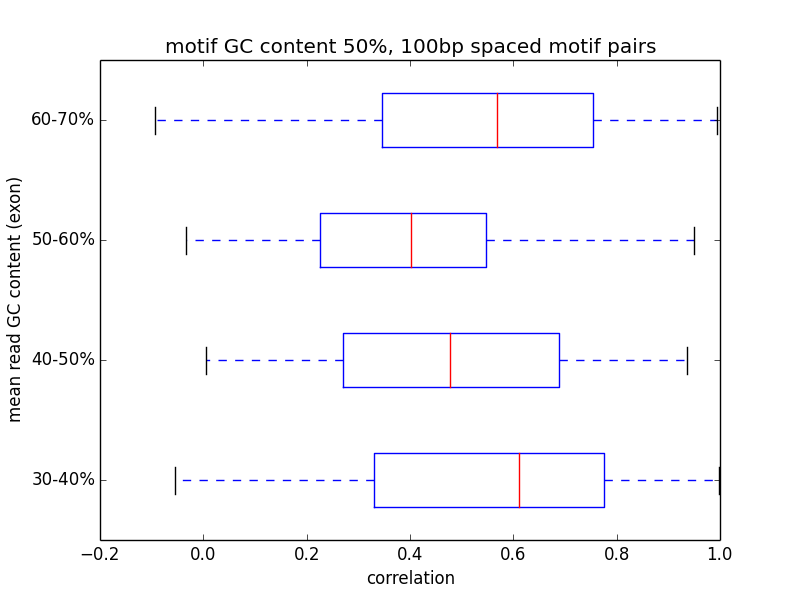 motif GC content 50%, 100bp spaced motif pairs
mean read GC content (exon)
60-70%
50-60%
40-50%
30-40%
−0.2 0.0 0.2 0.4 0.6 0.8 1.0
correlation